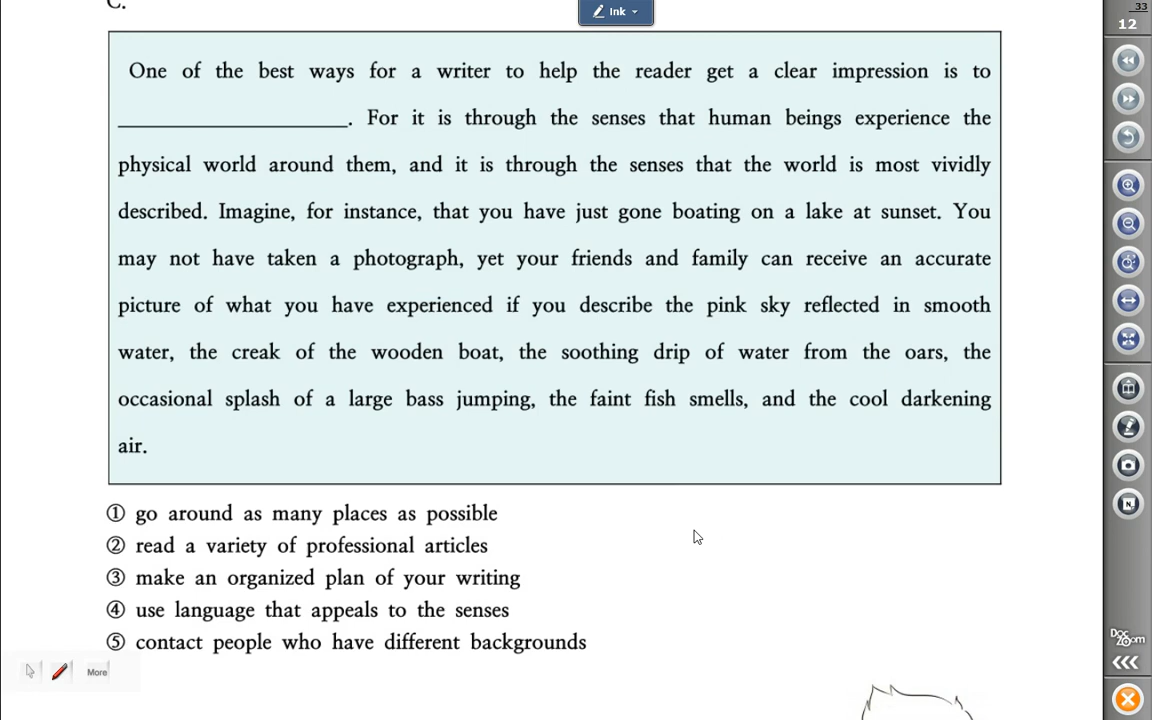 C.
Ink
33
12
One of the best ways for a writer to help the reader get a clear impression is to
____________________. For it is through the senses that human beings experience the
physical world around them, and it is through the senses that the world is most vividly
described. Imagine, for instance, that you have just gone boating on a lake at sunset. You
may not have taken a photograph, yet your friends and family can receive an accurate
picture of what you have experienced if you describe the pink sky reflected in smooth
water, the creak of the wooden boat, the soothing drip of water from the oars, the
occasional splash of a large bass jumping, the faint fish smells, and the cool darkening
air.
① go around as many places as possible
② read a variety of professional articles
③ make an organized plan of your writing
④ use language that appeals to the senses
⑤ contact people who have different backgrounds
More
Doc
Zoom